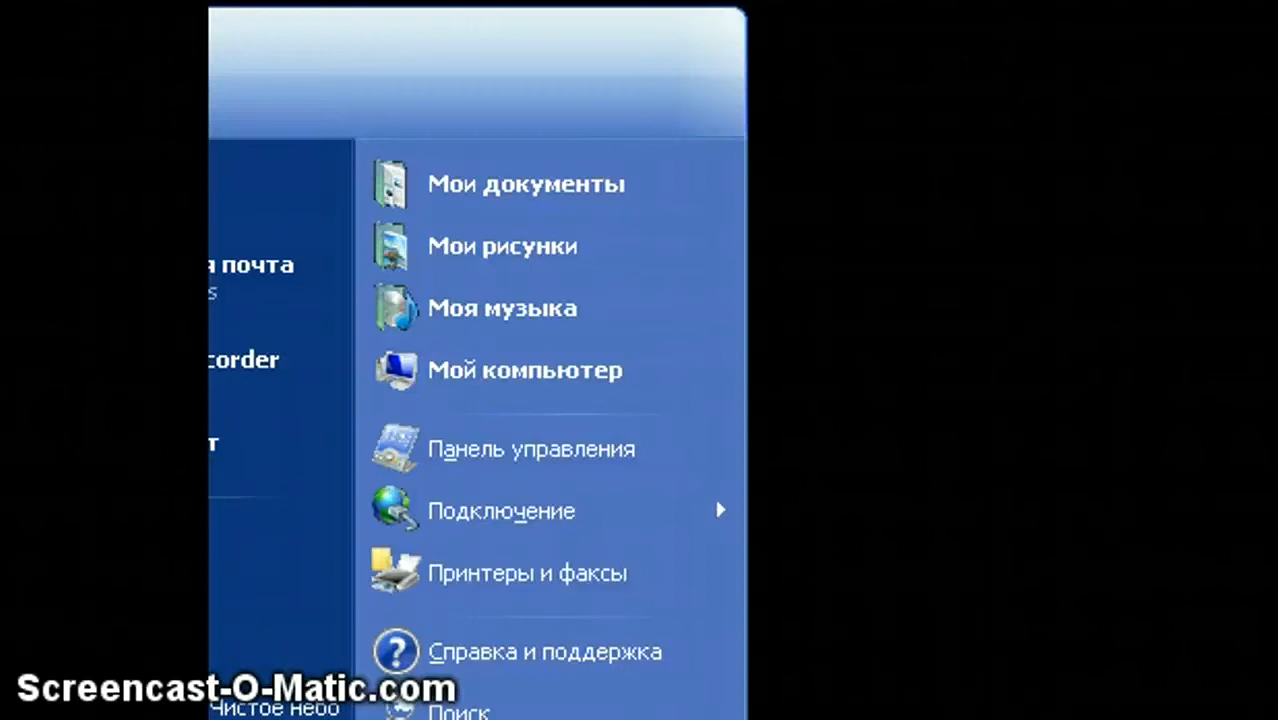 Мои документы
Мои рисунки
я почта
s
Моя музыка
corder
Мой компьютер
т
Панель управления
Подключение
Принтеры и факсы
Справка и поддержка
Screencast-O-Matic.com
Чистое небо
Поиск